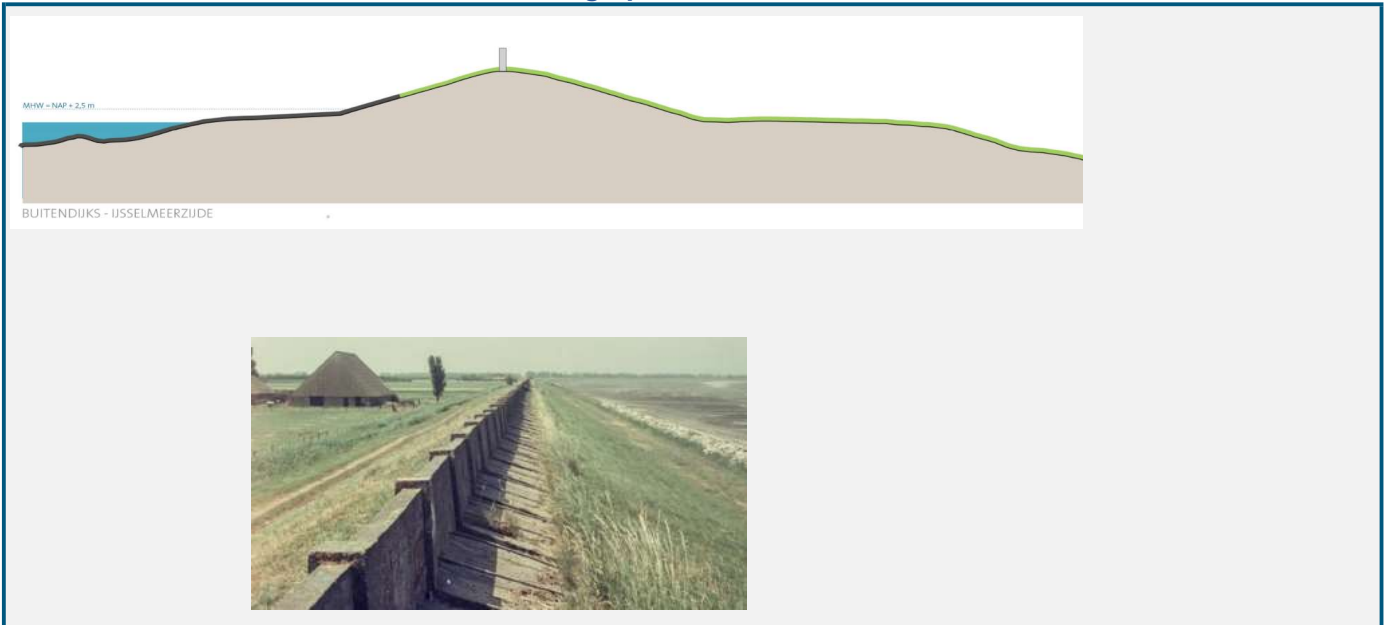 MHW = NAP + 2,5 m
BUITENDIJKS - IJSSELMEERZIJDE